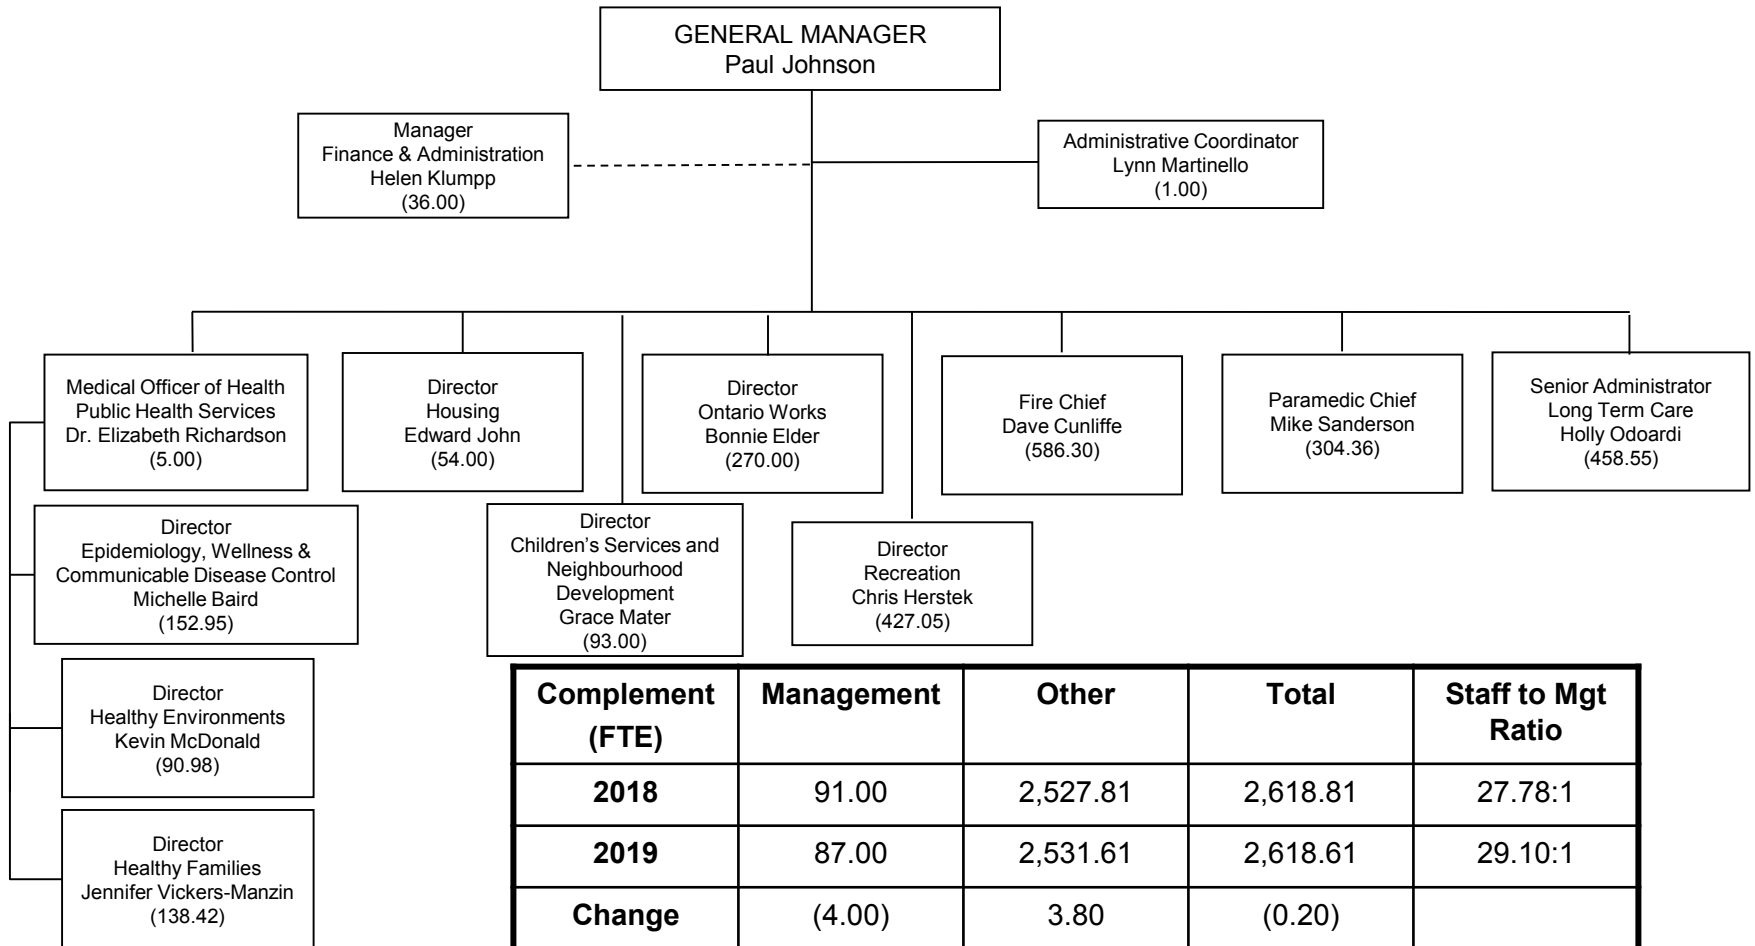 GENERAL MANAGER
Paul Johnson
Manager
Finance & Administration
Helen Klumpp
(36.00)
Administrative Coordinator
Lynn Martinello
(1.00)
Medical Officer of Health
Public Health Services
Dr. Elizabeth Richardson
(5.00)
Director
Housing
Edward John
(54.00)
Director
Ontario Works
Bonnie Elder
(270.00)
Fire Chief
Dave Cunliffe
(586.30)
Paramedic Chief
Mike Sanderson
(304.36)
Senior Administrator
Long Term Care
Holly Odoardi
(458.55)
Director
Epidemiology, Wellness &
Communicable Disease Control
Michelle Baird
(152.95)
Director
Children’s Services and
Neighbourhood
Development
Grace Mater
(93.00)
Director
Recreation
Chris Herstek
(427.05)
Director
Healthy Environments
Kevin McDonald
(90.98)
Director
Healthy Families
Jennifer Vickers-Manzin
(138.42)
Complement (FTE) Management Other Total Staff to Mgt Ratio
2018 91.00 2,527.81 2,618.81 27.78:1
2019 87.00 2,531.61 2,618.61 29.10:1
Change (4.00) 3.80 (0.20)